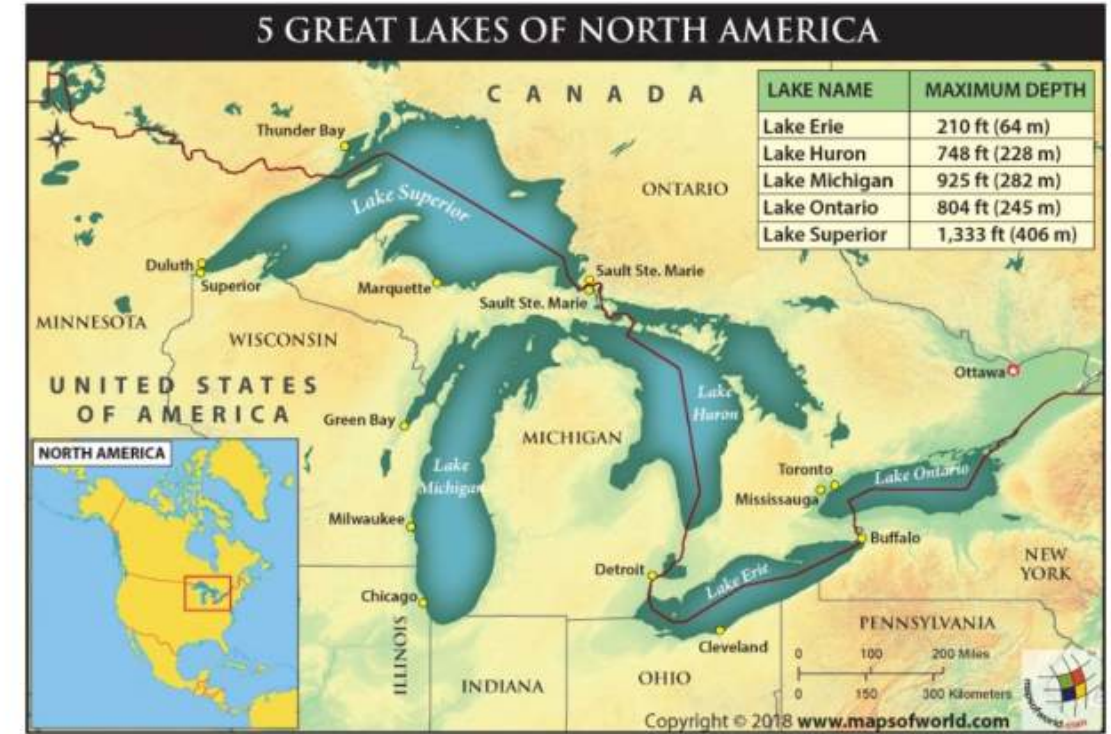 5 GREAT LAKES OF NORTH AMERICA
CANADA
LAKE NAME MAXIMUM DEPTH
Lake Erie 210 ft (64 m)
Lake Huron 748 ft (228 m)
Lake Michigan 925 ft (282 m)
Lake Ontario 804 ft (245 m)
Lake Superior 1,333 ft (406 m)
Thunder Bay
ONTARIO
Lake Superior
Duluth
Superior
Marquette
Sault Ste. Marie
Sault Ste. Marie
MINNESOTA
WISCONSIN
UNITED STATES
OF AMERICA
Ottawa
Green Bay
MICHIGAN
Lake
Huron
Lake
Michigan
NORTH AMERICA
Toronto
Mississauga
Lake Ontario
Milwaukee
Buffalo
Detroit
Lake Erie
NEW
YORK
Chicago
ILLINOIS
INDIANA
OHIO
Cleveland
PENNSYLVANIA
0 100 200 Miles
0 150 300 Kilometers
mapsofworld.com
Copyright © 2018 www.mapsofworld.com